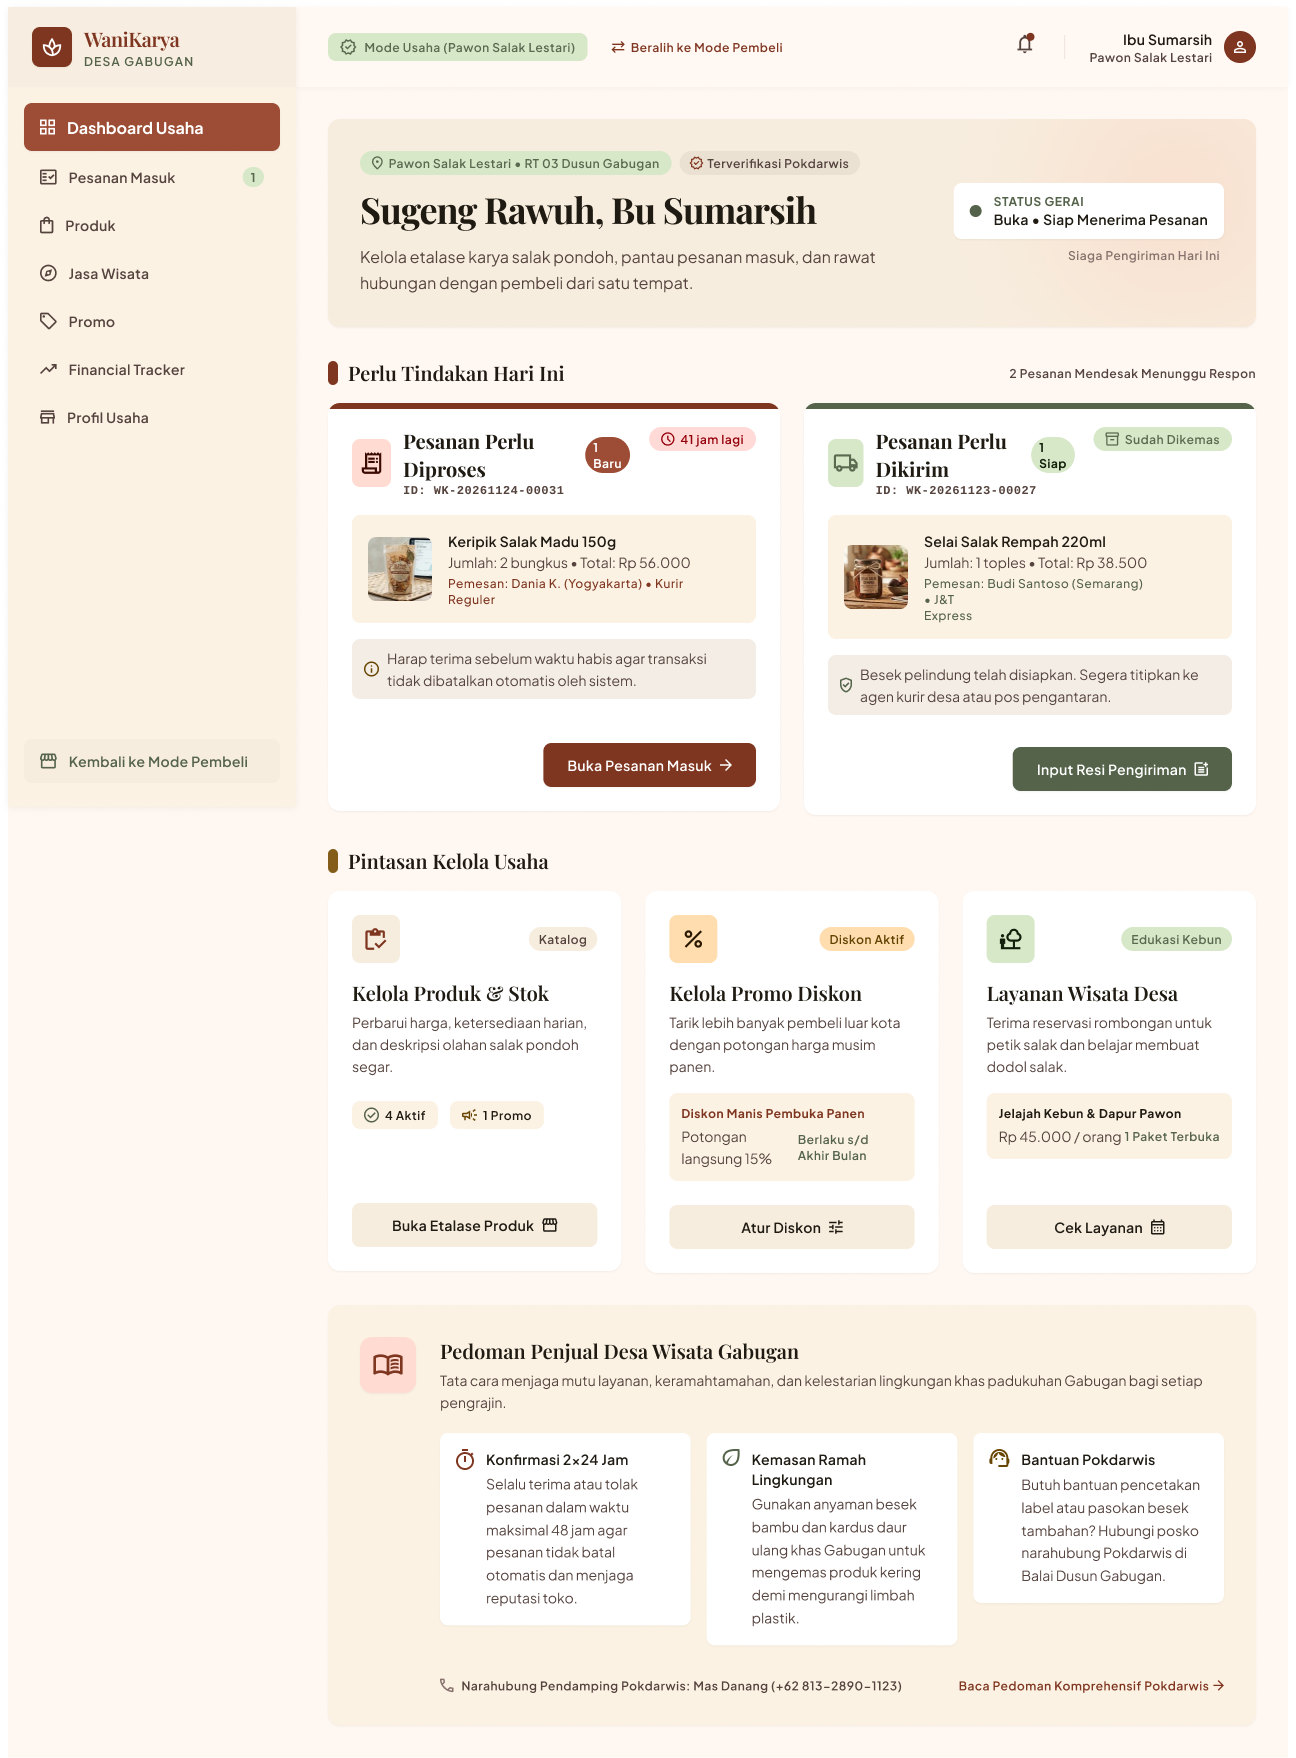 WaniKarya
DESA GABUGAN
Mode Usaha (Pawon Salak Lestari)
Beralih ke Mode Pembeli
Ibu Sumarsih
Pawon Salak Lestari
Dashboard Usaha
Pesanan Masuk
1
Produk
Jasa Wisata
Promo
Financial Tracker
Profil Usaha
Kembali ke Mode Pembeli
Pawon Salak Lestari • RT 03 Dusun Gabugan
Terverifikasi Pokdarwis
Sugeng Rawuh, Bu Sumarsih
Kelola etalase karya salak pondoh, pantau pesanan masuk, dan rawat
hubungan dengan pembeli dari satu tempat.
STATUS GERAI
Buka • Siap Menerima Pesanan
Siaga Pengiriman Hari Ini
Perlu Tindakan Hari Ini
2 Pesanan Mendesak Menunggu Respon
Pesanan Perlu
Diproses
1
Baru
41 jam lagi
ID: WK-20261124-00031
Keripik Salak Madu 150g
Jumlah: 2 bungkus • Total: Rp 56.000
Pemesan: Dania K. (Yogyakarta) • Kurir
Reguler
Harap terima sebelum waktu habis agar transaksi
tidak dibatalkan otomatis oleh sistem.
Buka Pesanan Masuk
Pesanan Perlu
Dikirim
1
Siap
Sudah Dikemas
ID: WK-20261123-00027
Selai Salak Rempah 220ml
Jumlah: 1 toples • Total: Rp 38.500
Pemesan: Budi Santoso (Semarang)
• J&T
Express
Besek pelindung telah disiapkan. Segera titipkan ke
agen kurir desa atau pos pengantaran.
Input Resi Pengiriman
Pintasan Kelola Usaha
Katalog
Kelola Produk & Stok
Perbarui harga, ketersediaan harian,
dan deskripsi olahan salak pondoh
segar.
4 Aktif
1 Promo
Buka Etalase Produk
Diskon Aktif
Kelola Promo Diskon
Tarik lebih banyak pembeli luar kota
dengan potongan harga musim
panen.
Diskon Manis Pembuka Panen
Potongan
langsung 15%
Berlaku s/d
Akhir Bulan
Atur Diskon
Edukasi Kebun
Layanan Wisata Desa
Terima reservasi rombongan untuk
petik salak dan belajar membuat
dodol salak.
Jelajah Kebun & Dapur Pawon
Rp 45.000 / orang
1 Paket Terbuka
Cek Layanan
Pedoman Penjual Desa Wisata Gabugan
Tata cara menjaga mutu layanan, keramahtamahan, dan kelestarian lingkungan khas padukuhan Gabugan bagi setiap
pengrajin.
Konfirmasi 2×24 Jam
Selalu terima atau tolak
pesanan dalam waktu
maksimal 48 jam agar
pesanan tidak batal
otomatis dan menjaga
reputasi toko.
Kemasan Ramah
Lingkungan
Gunakan anyaman besek
bambu dan kardus daur
ulang khas Gabugan untuk
mengemas produk kering
demi mengurangi limbah
plastik.
Bantuan Pokdarwis
Butuh bantuan pencetakan
label atau pasokan besek
tambahan? Hubungi posko
narahubung Pokdarwis di
Balai Dusun Gabugan.
Narahubung Pendamping Pokdarwis: Mas Danang (+62 813-2890-1123)
Baca Pedoman Komprehensif Pokdarwis